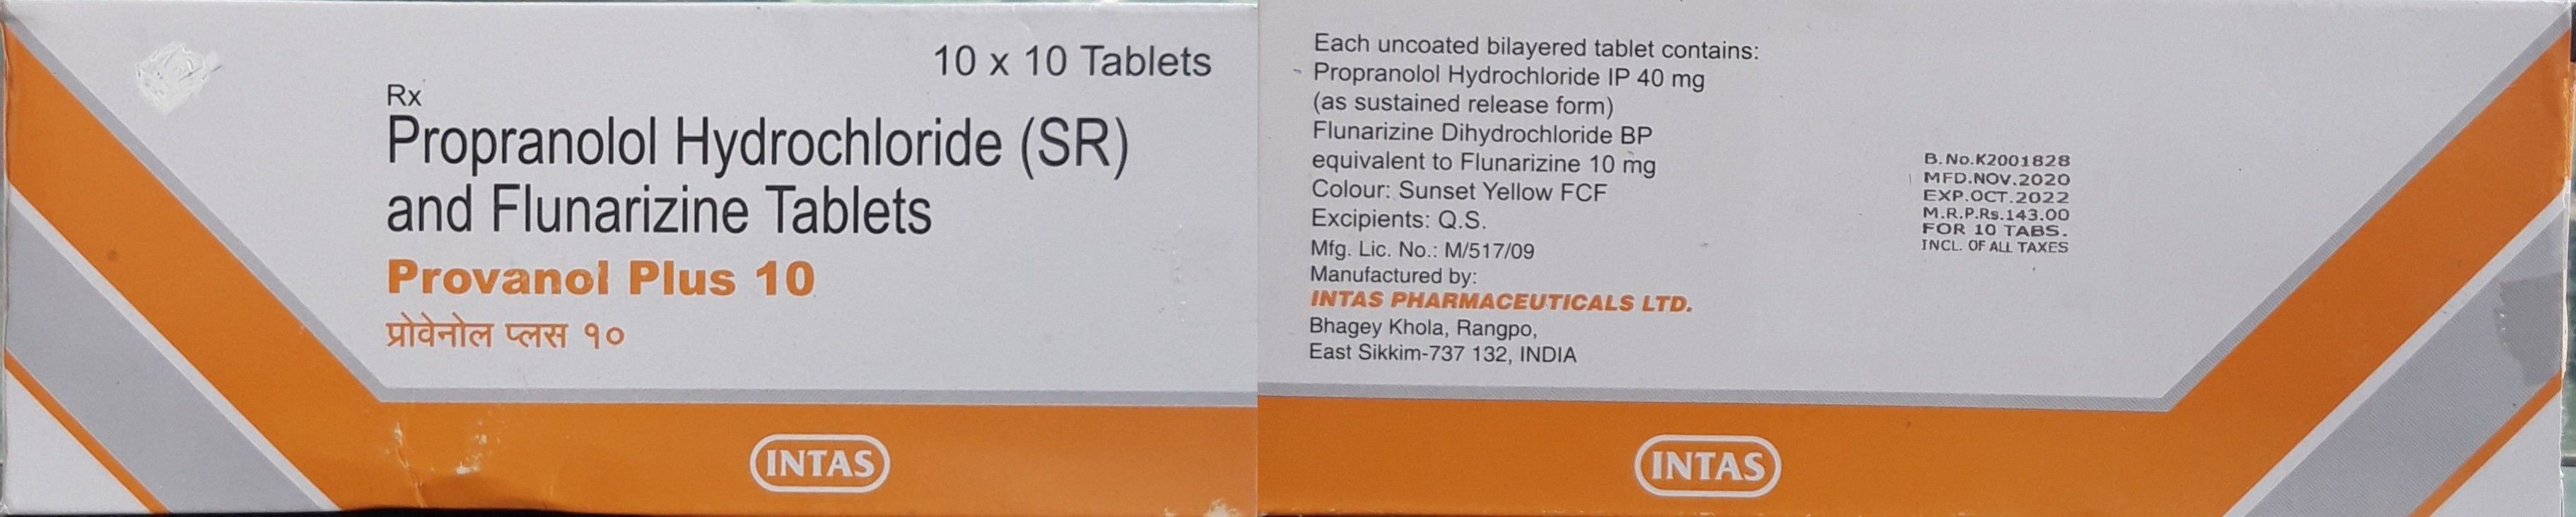 10 x 10 Tablets
Rx
Propranolol Hydrochloride (SR)
and Flunarizine Tablets
Provanol Plus 10
प्रोवेनोल प्लस १०
INTAS
Each uncoated bilayered tablet contains:
Propranolol Hydrochloride IP 40 mg
(as sustained release form)
Flunarizine Dihydrochloride BP
equivalent to Flunarizine 10 mg
Colour: Sunset Yellow FCF
Excipients: Q.S.
Mfg. Lic. No.: M/517/09
Manufactured by:
INTAS PHARMACEUTICALS LTD.
Bhagey Khola, Rangpo,
East Sikkim-737 132, INDIA
B.No.K2001828
MFD.NOV.2020
EXP.OCT.2022
M.R.P.Rs.143.00
FOR 10 TABS.
INCL. OF ALL TAXES
INTAS